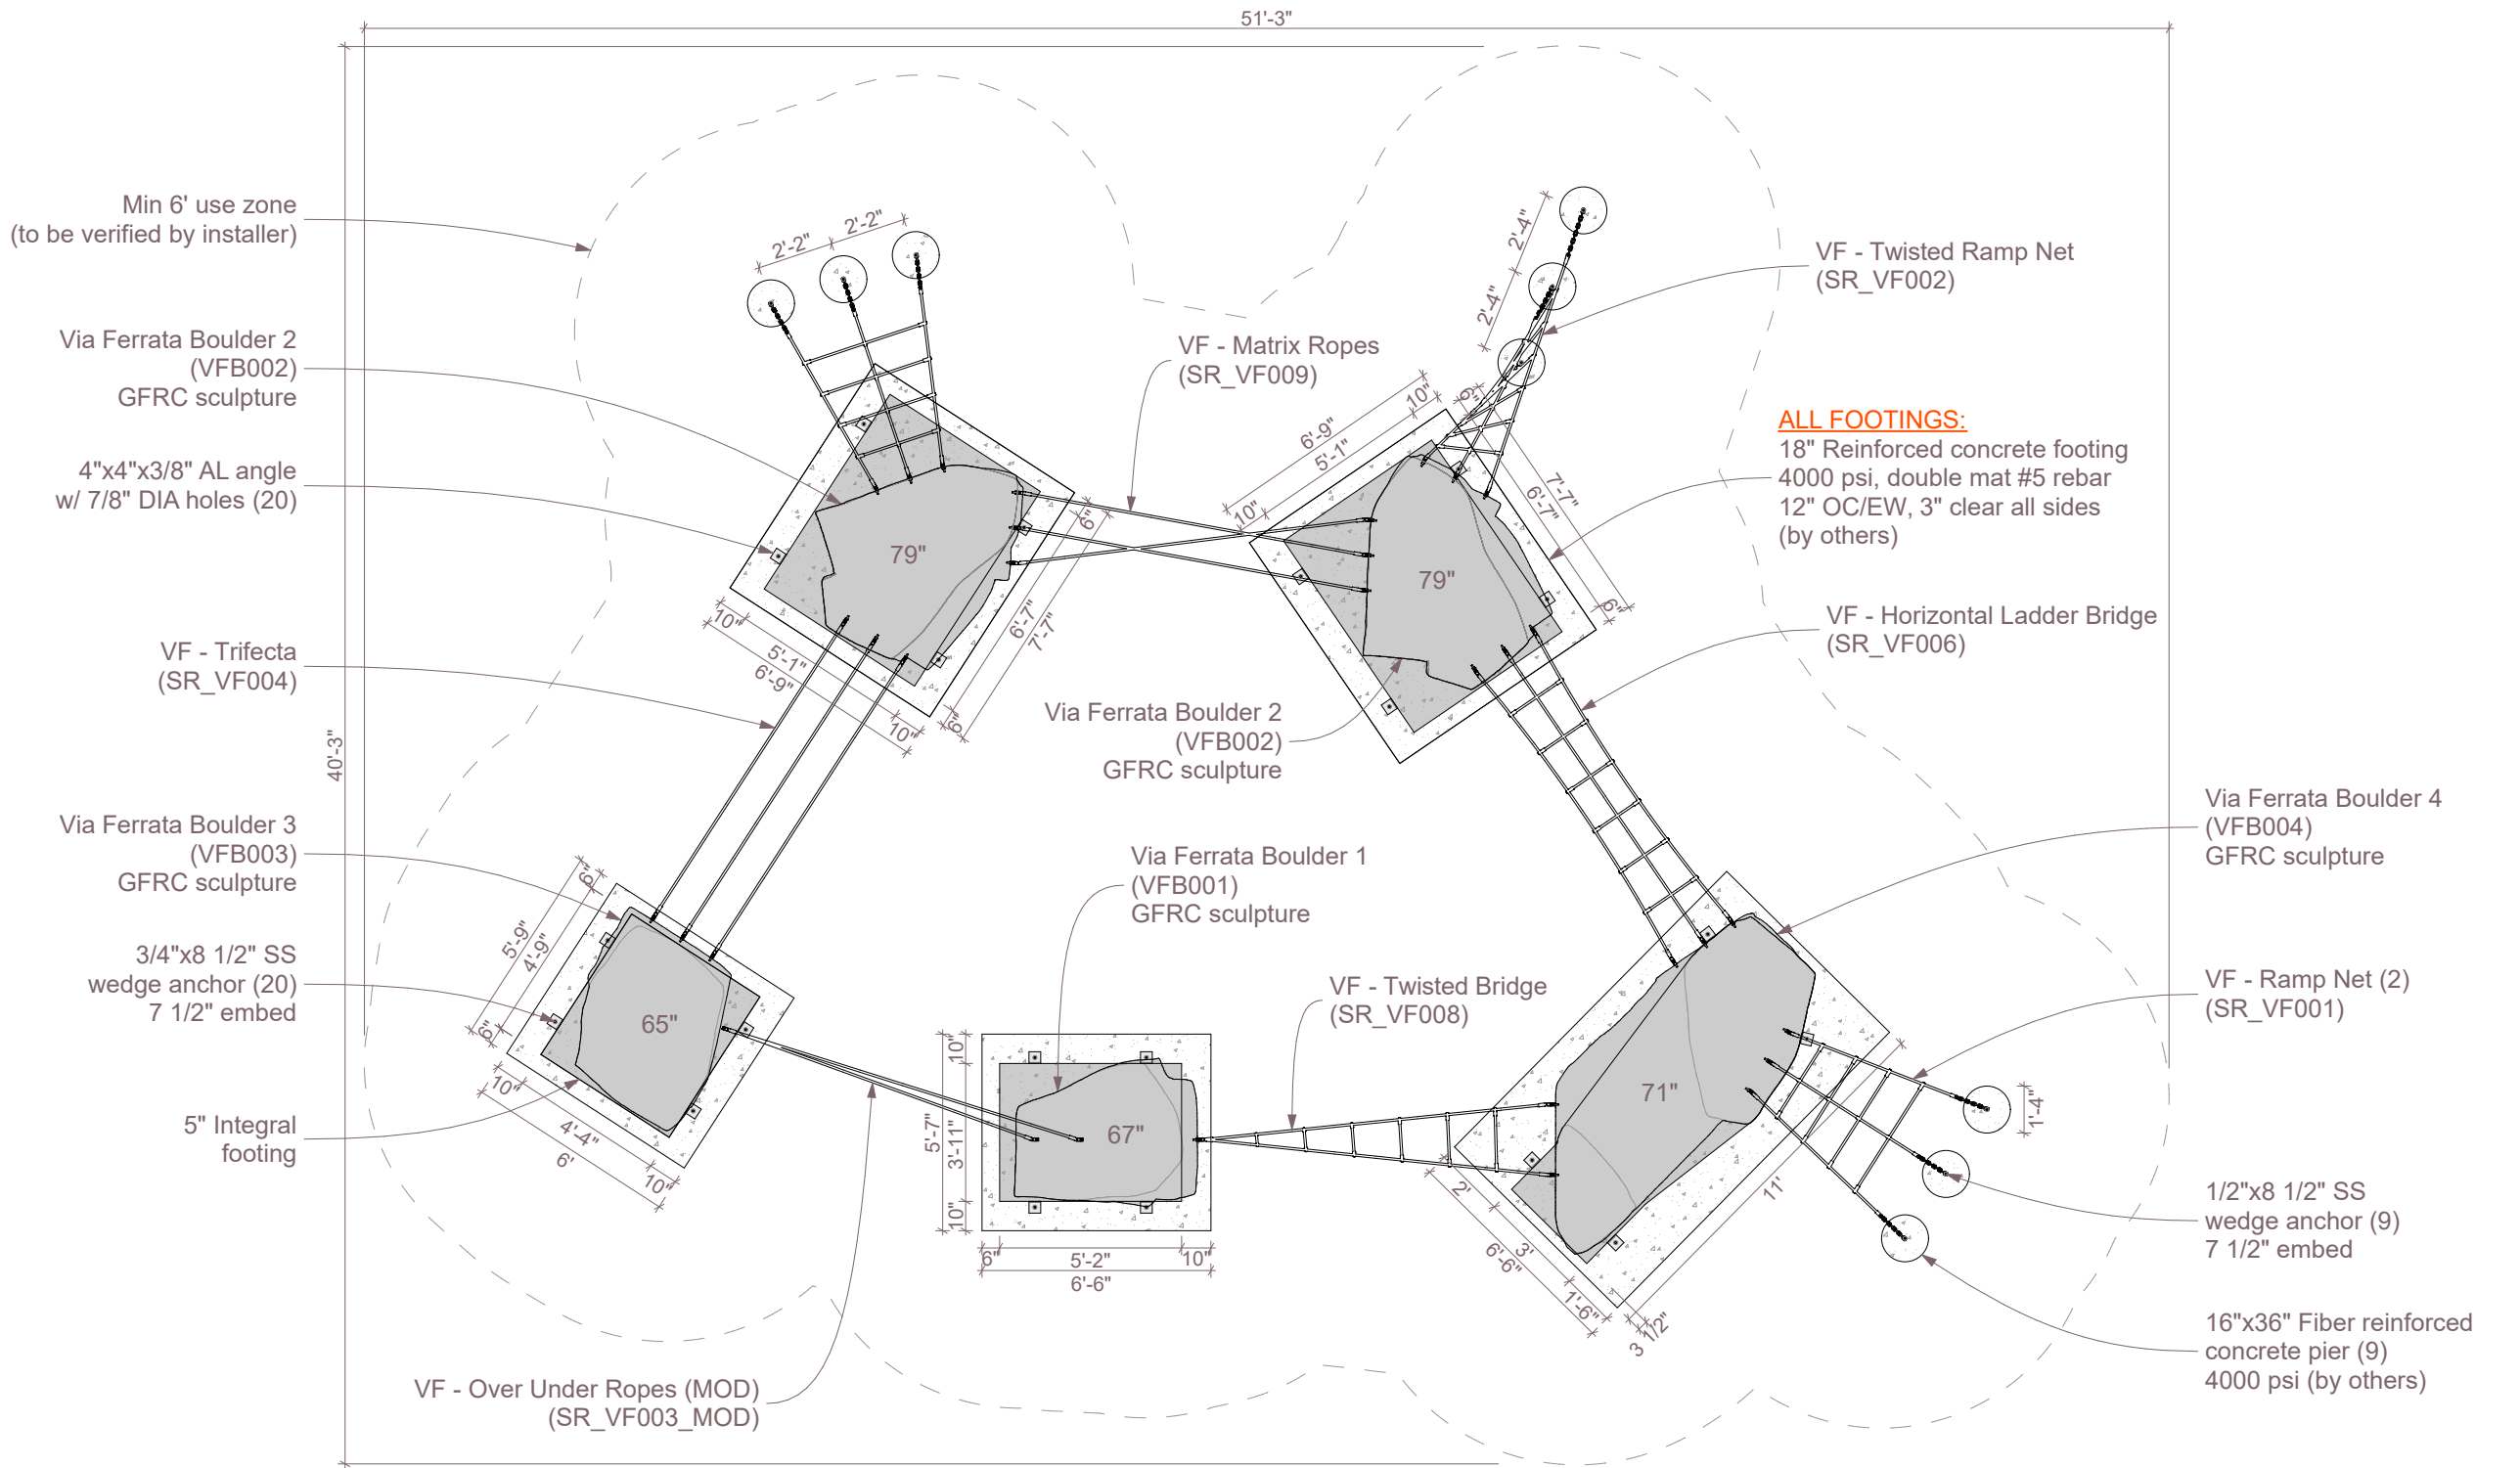 51'-3"
40'-3"
Min 6' use zone
(to be verified by installer)
Via Ferrata Boulder 2
(VFB002)
GFRC sculpture
4"x4"x3/8" AL angle
w/ 7/8" DIA holes (20)
VF - Trifecta
(SR_VF004)
Via Ferrata Boulder 3
(VFB003)
GFRC sculpture
3/4"x8 1/2" SS
wedge anchor (20)
7 1/2" embed
5" Integral
footing
VF - Over Under Ropes (MOD)
(SR_VF003_MOD)
2'-2"
2'-2"
79"
10"
5'-1"
10"
6'-9"
6"
6'-7"
7'-7"
6"
VF - Matrix Ropes
(SR_VF009)
6'-9"
10"
5'-1"
10"
2'-4"
2'-4"
6"
7'-7"
6'-7"
6"
79"
Via Ferrata Boulder 2
(VFB002)
GFRC sculpture
VF - Twisted Ramp Net
(SR_VF002)
ALL FOOTINGS:
18" Reinforced concrete footing
4000 psi, double mat #5 rebar
12" OC/EW, 3" clear all sides
(by others)
VF - Horizontal Ladder Bridge
(SR_VF006)
Via Ferrata Boulder 4
(VFB004)
GFRC sculpture
VF - Ramp Net (2)
(SR_VF001)
1'-4"
1/2"x8 1/2" SS
wedge anchor (9)
7 1/2" embed
16"x36" Fiber reinforced
concrete pier (9)
4000 psi (by others)
6"
5'-9"
4'-9"
6"
65"
10"
4'-4"
10"
6'
Via Ferrata Boulder 1
(VFB001)
GFRC sculpture
10"
5'-7"
3'-11"
10"
67"
6"
5'-2"
10"
6'-6"
VF - Twisted Bridge
(SR_VF008)
71"
2'
3'
6'-6"
1'-6"
11'
3 1/2"